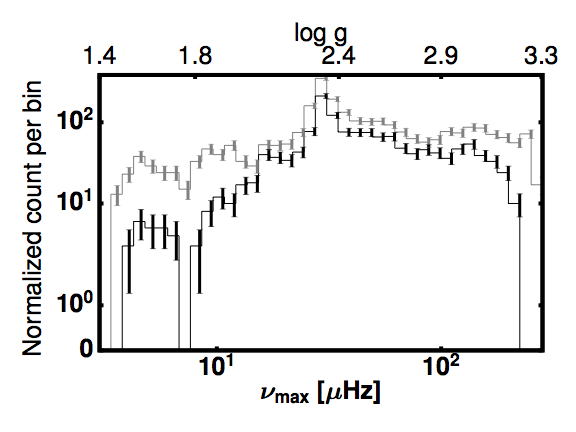 log g
1.4 1.8 2.4 2.9 3.3
Normalized count per bin
10²
10¹
10⁰
0
10¹ 10²
νmax [μHz]